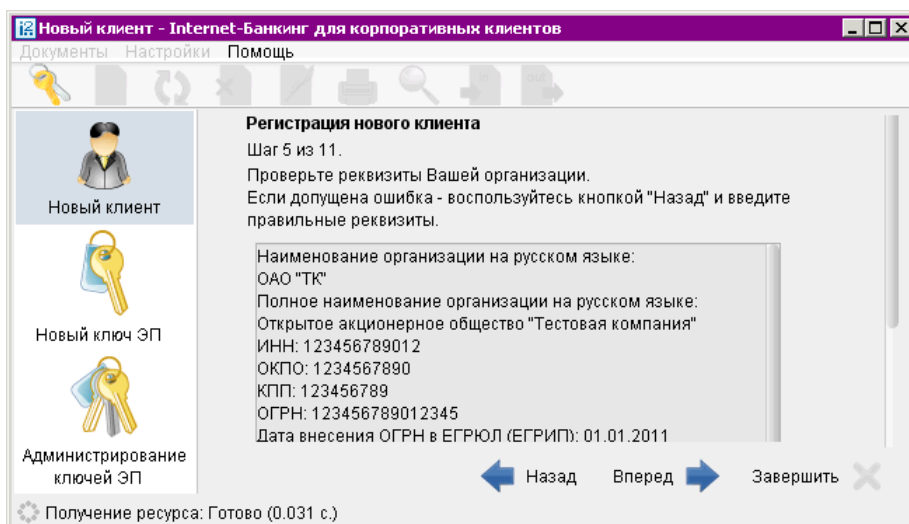 Новый клиент - Internet-Банкинг для корпоративных клиентов
Документы Настройки Помощь
in out
Новый клиент
Новый ключ ЭП
Администрирование
ключей ЭП
Регистрация нового клиента
Шаг 5 из 11.
Проверьте реквизиты Вашей организации.
Если допущена ошибка - воспользуйтесь кнопкой "Назад" и введите
правильные реквизиты.
Наименование организации на русском языке:
ОАО "ТК"
Полное наименование организации на русском языке:
Открытое акционерное общество "Тестовая компания"
ИНН: 123456789012
ОКПО: 1234567890
КПП: 123456789
ОГРН: 123456789012345
Дата внесения ОГРН в ЕГРЮЛ (ЕГРИП): 01.01.2011
Назад Вперед Завершить
Получение ресурса: Готово (0.031 с.)